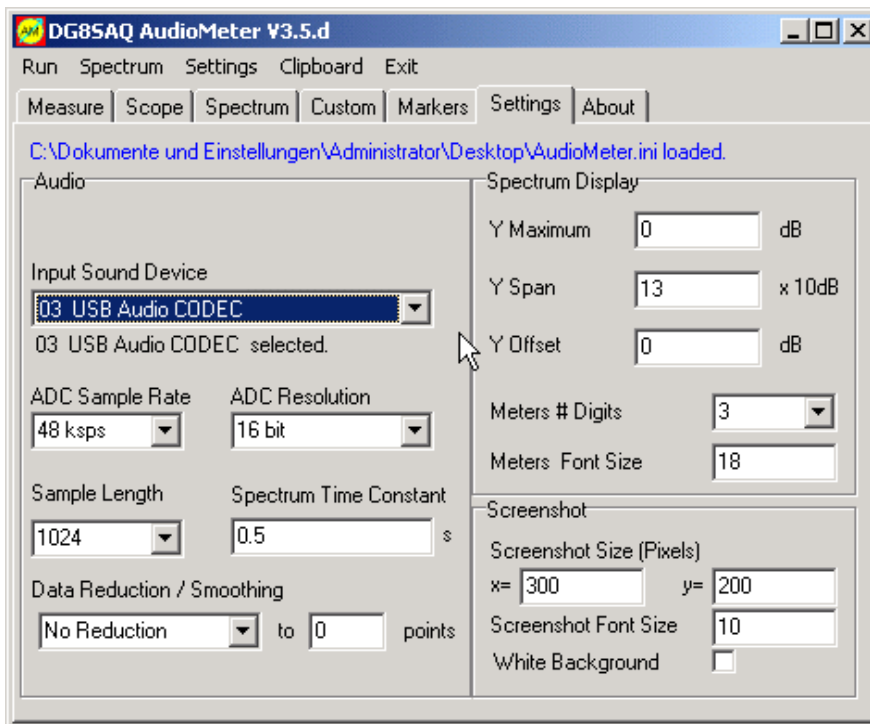 DG8SAQ AudioMeter V3.5.d
Run Spectrum Settings Clipboard Exit
Measure Scope Spectrum Custom Markers Settings About
C:\Dokumente und Einstellungen\Administrator\Desktop\AudioMeter.ini loaded.
Audio
Input Sound Device
03 USB Audio CODEC
03 USB Audio CODEC selected.
ADC Sample Rate ADC Resolution
48 ksps 16 bit
Sample Length Spectrum Time Constant
1024 0.5 s
Data Reduction / Smoothing
No Reduction to 0 points
Spectrum Display
Y Maximum 0 dB
Y Span 13 x 10dB
Y Offset 0 dB
Meters # Digits 3
Meters Font Size 18
Screenshot
Screenshot Size (Pixels)
x= 300 y= 200
Screenshot Font Size 10
White Background